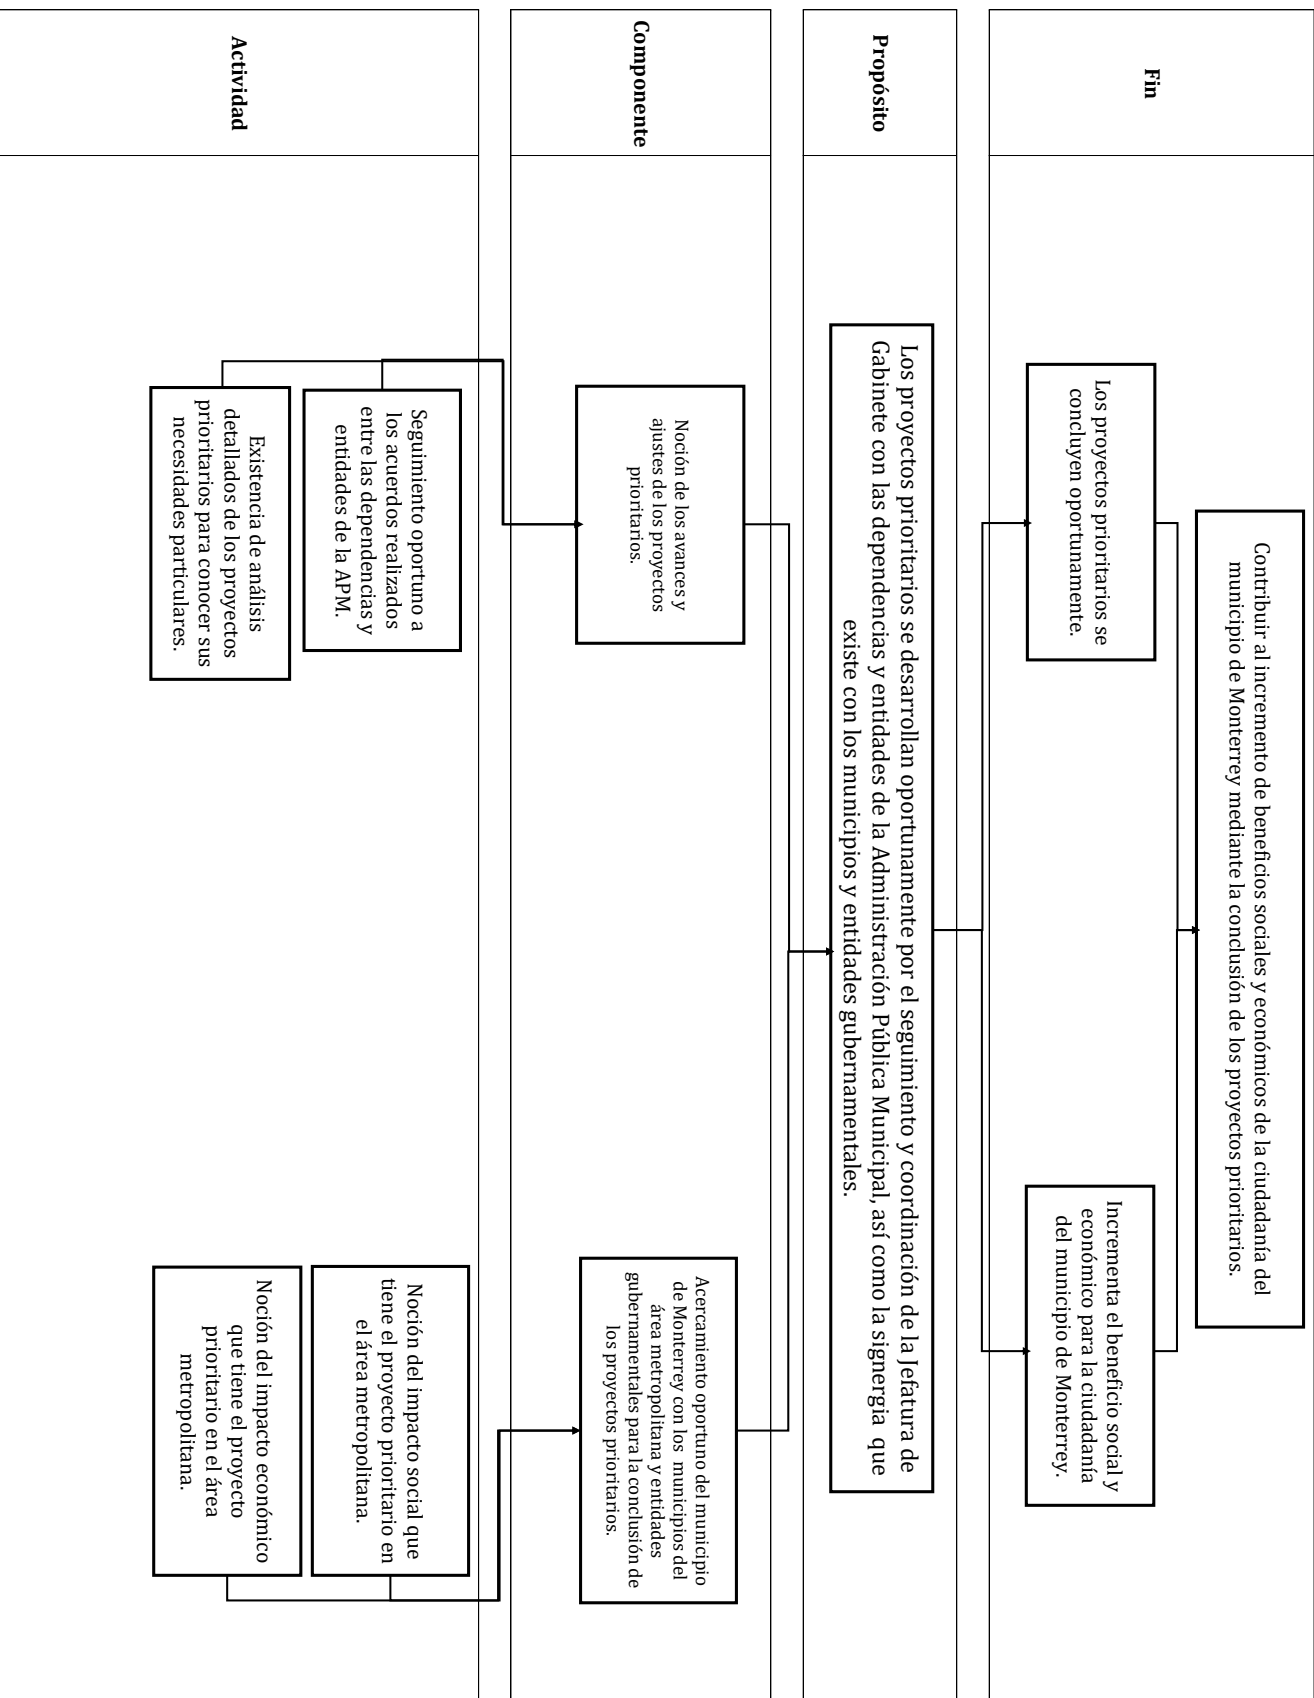 Fin
Contribuir al incremento de beneficios sociales y económicos de la ciudadanía del
municipio de Monterrey mediante la conclusión de los proyectos prioritarios.
Los proyectos prioritarios se
concluyen oportunamente.
Incrementa el beneficio social y
económico para la ciudadanía
del municipio de Monterrey.
Propósito
Los proyectos prioritarios se desarrollan oportunamente por el seguimiento y coordinación de la Jefatura de
Gabinete con las dependencias y entidades de la Administración Pública Municipal, así como la signergia que
existe con los municipios y entidades gubernamentales.
Componente
Noción de los avances y
ajustes de los proyectos
prioritarios.
Acercamiento oportuno del municipio
de Monterrey con los municipios del
área metropolitana y entidades
gubernamentales para la conclusión de
los proyectos prioritarios.
Actividad
Seguimiento oportuno a
los acuerdos realizados
entre las dependencias y
entidades de la APM.
Noción del impacto social que
tiene el proyecto prioritario en
el área metropolitana.
Existencia de análisis
detallados de los proyectos
prioritarios para conocer sus
necesidades particulares.
Noción del impacto económico
que tiene el proyecto
prioritario en el área
metropolitana.